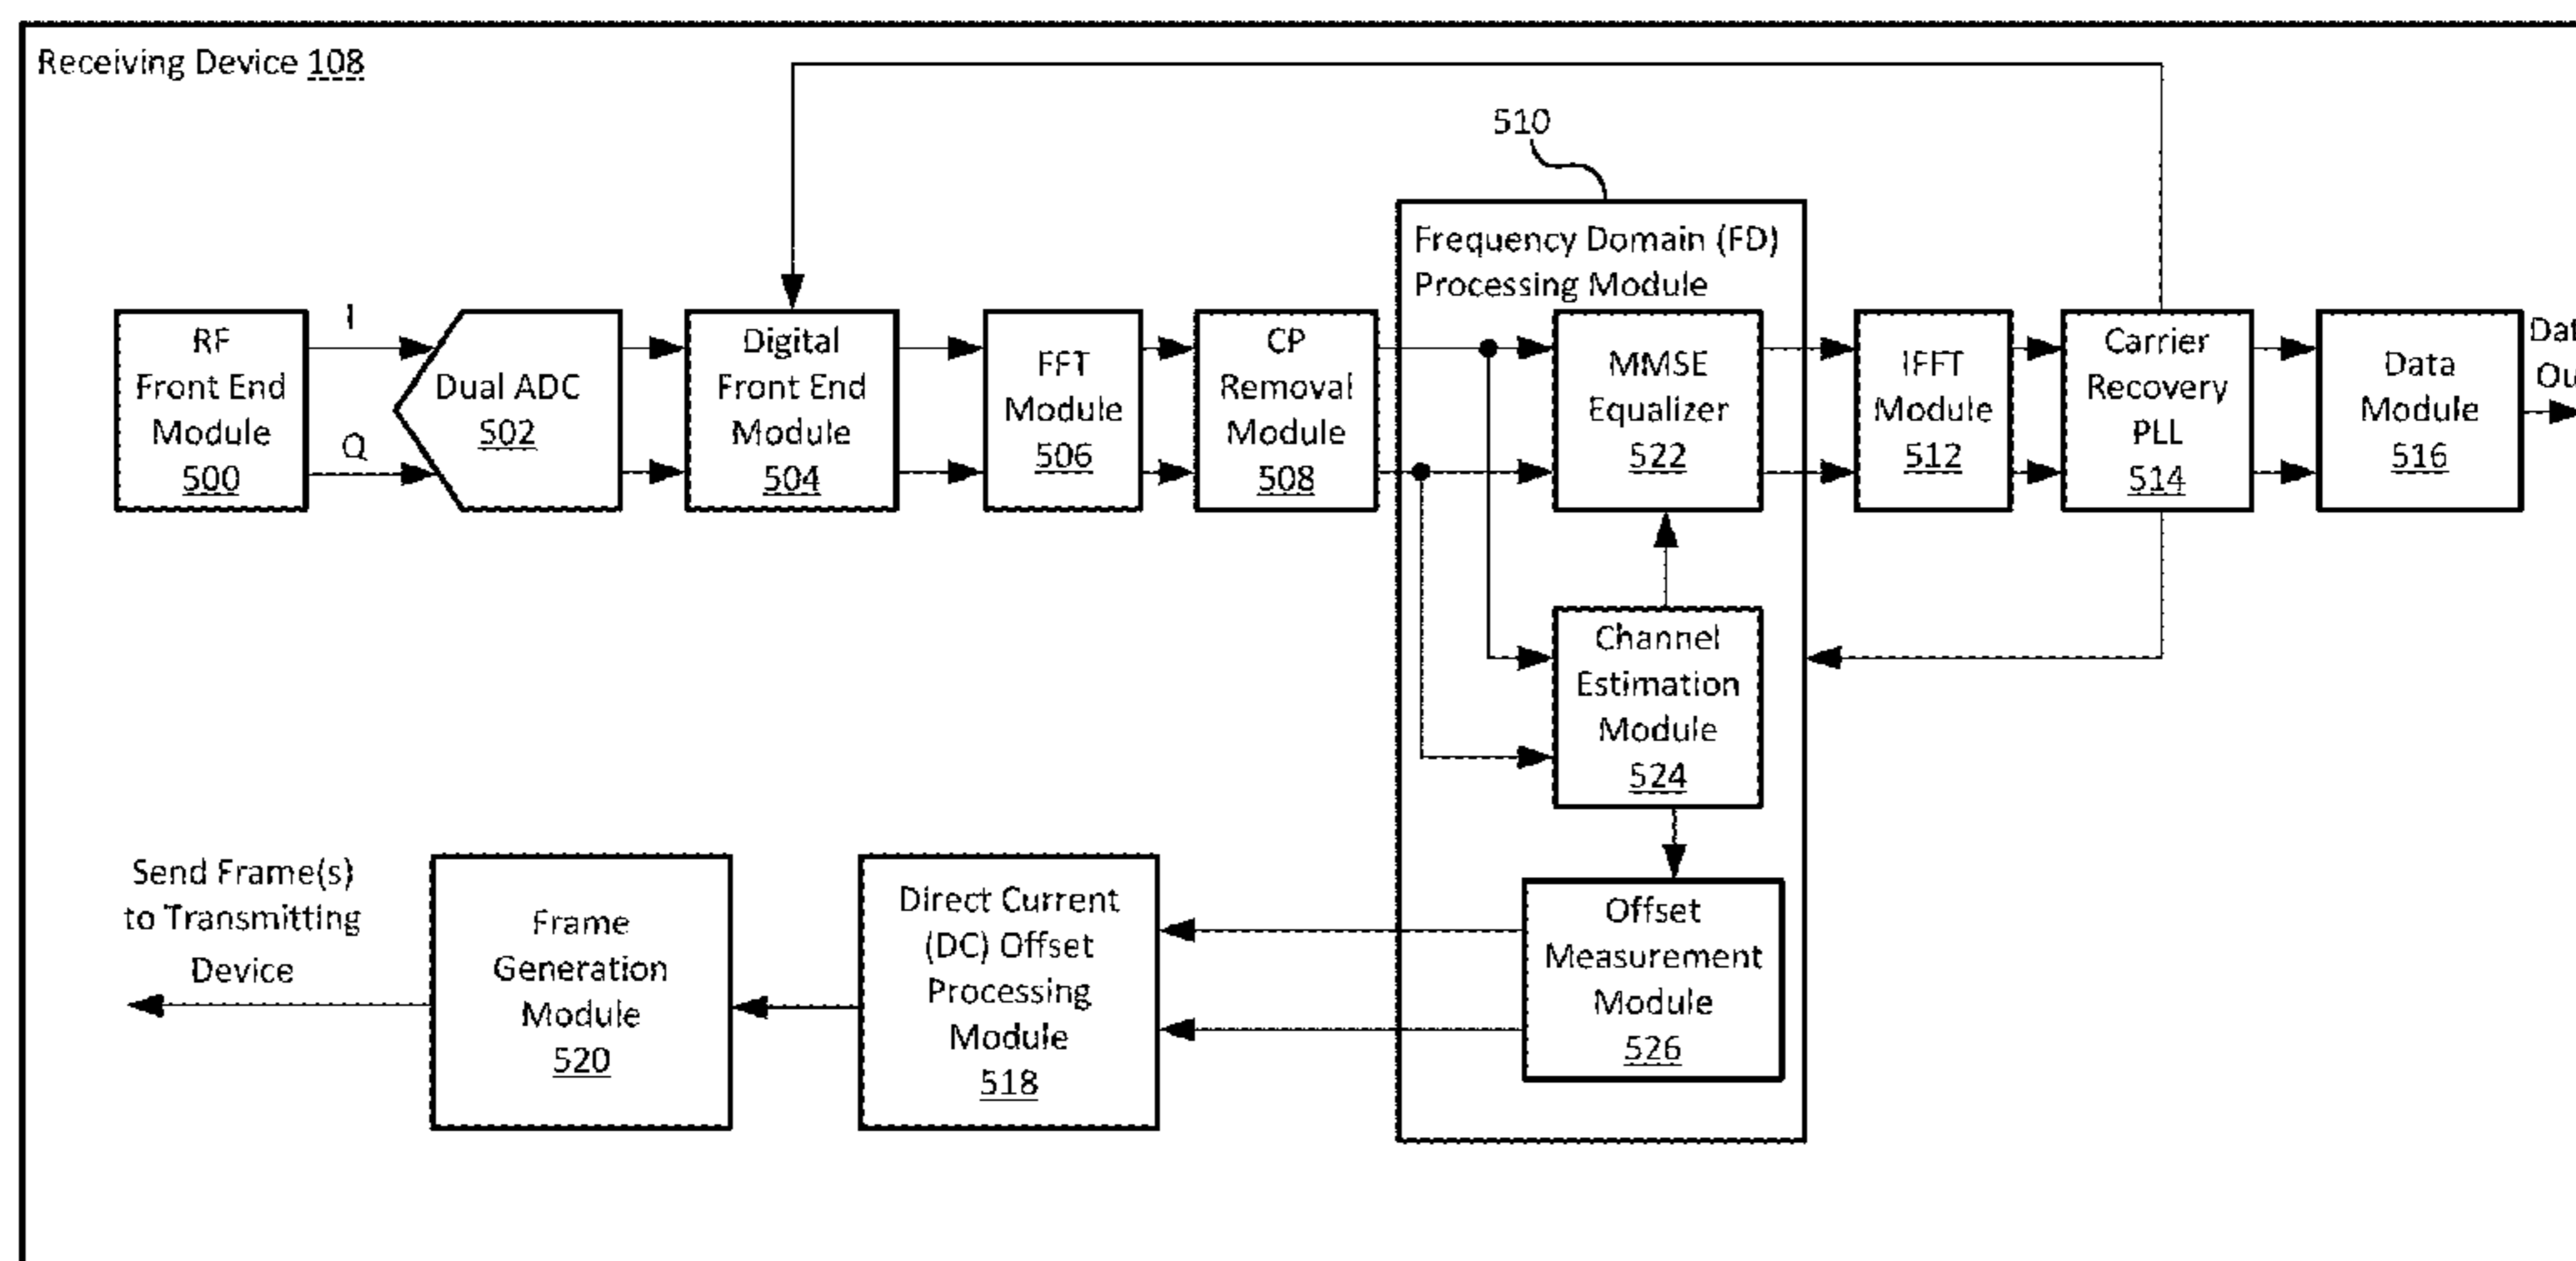 Receiving Device 108
510
Frequency Domain (FD)
Processing Module
RF
Front End
Module
500
I
Q
Dual ADC
502
Digital
Front End
Module
504
FFT
Module
506
CP
Removal
Module
508
MMSE
Equalizer
522
IFFT
Module
512
Carrier
Recovery
PLL
514
Data
Module
516
Channel
Estimation
Module
524
Send Frame(s)
to Transmitting
Device
Frame
Generation
Module
520
Direct Current
(DC) Offset
Processing
Module
518
Offset
Measurement
Module
526